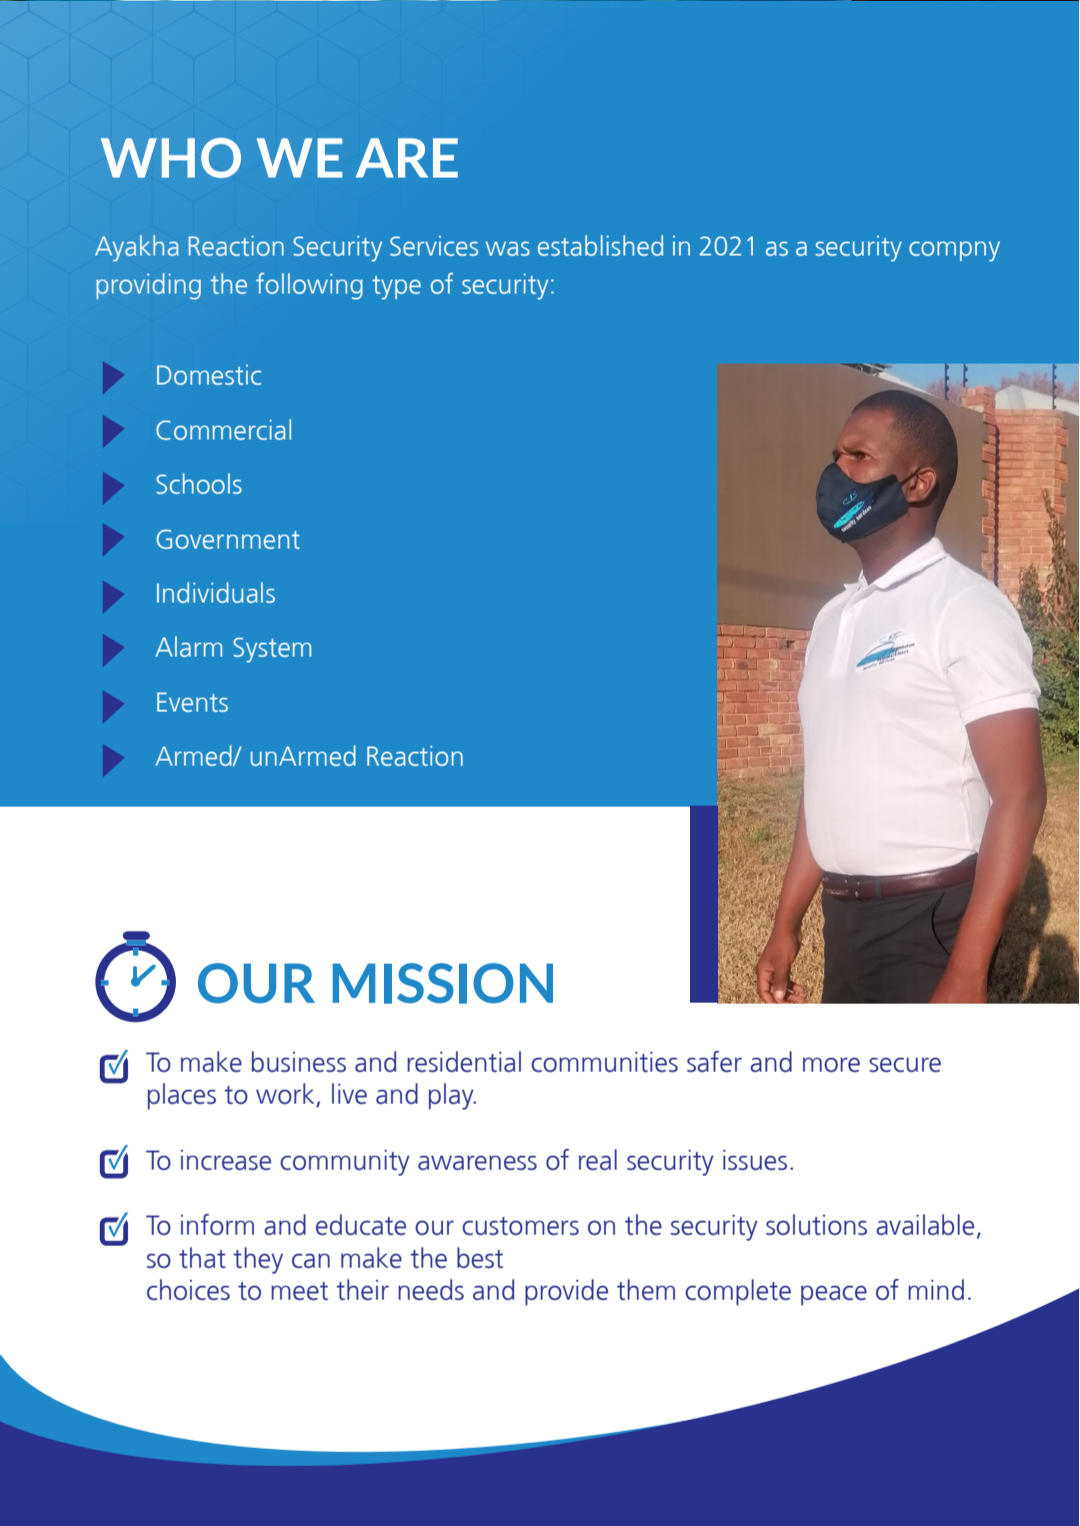 WHO WE ARE
Ayakha Reaction Security Services was established in 2021 as a security compny
providing the following type of security:
Domestic
Commercial
Schools
Government
Individuals
Alarm System
Events
Armed/ unArmed Reaction
security services
security services
OUR MISSION
To make business and residential communities safer and more secure
places to work, live and play.
To increase community awareness of real security issues.
To inform and educate our customers on the security solutions available,
so that they can make the best
choices to meet their needs and provide them complete peace of mind.